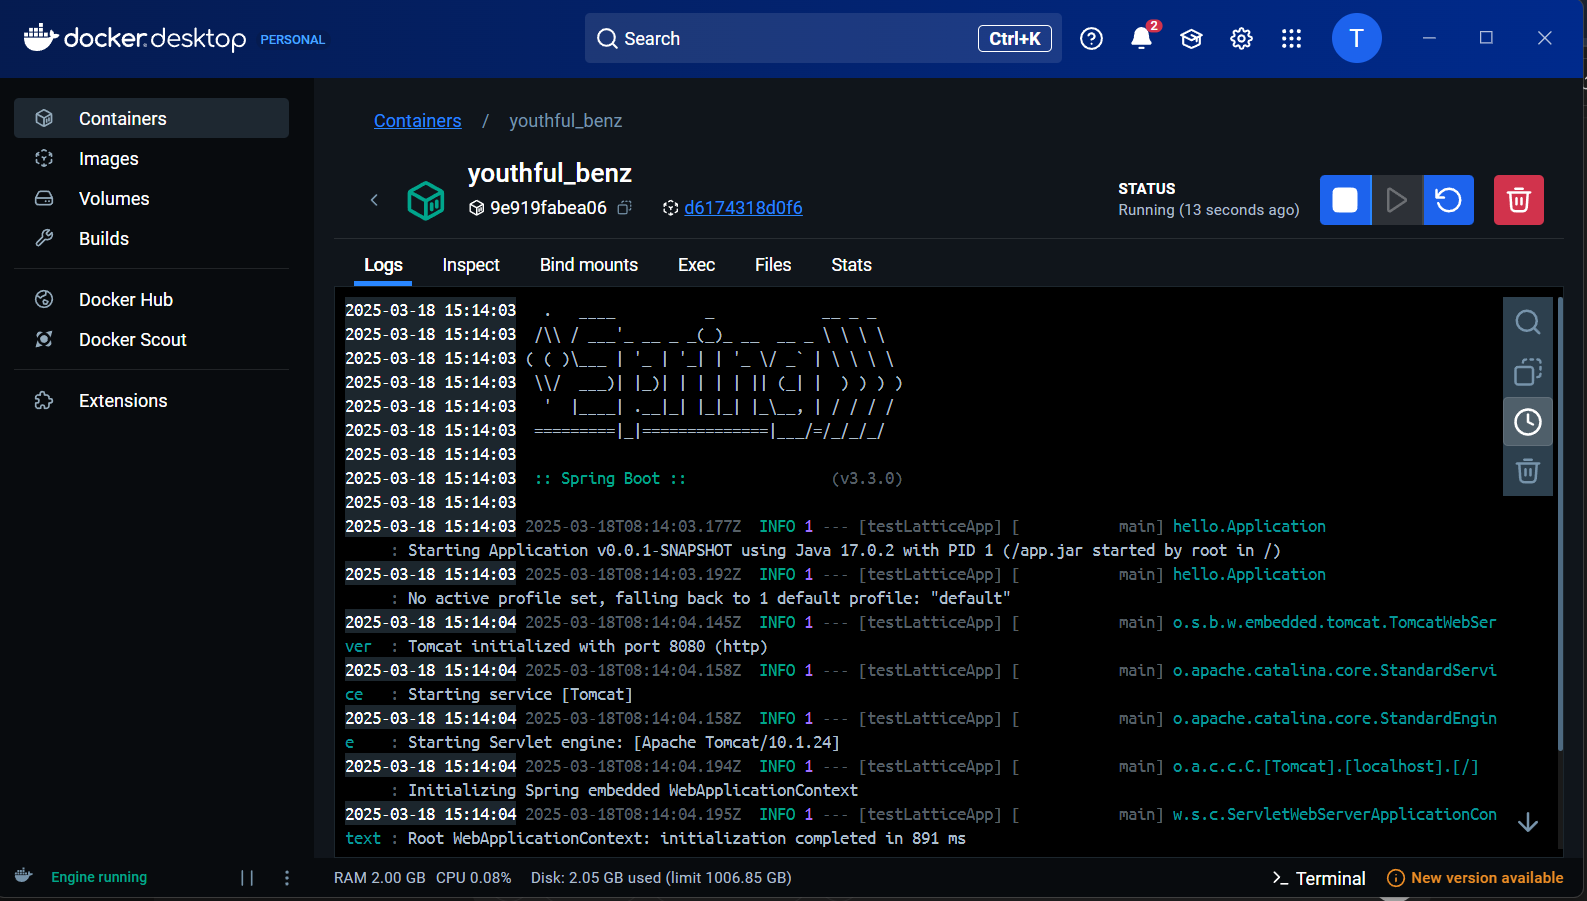 docker.desktop PERSONAL
Search
Ctrl+K
2
T
Containers
Images
Volumes
Builds
Docker Hub
Docker Scout
Extensions
Containers / youthful_benz
youthful_benz
9e919fabea06 d6174318d0f6
STATUS
Running (13 seconds ago)
Logs Inspect Bind mounts Exec Files Stats
2025-03-18 15:14:03   .   ____          _            __ _ _
2025-03-18 15:14:03  /\\ / ___'_ __ _ _(_)_ __  __ _ \ \ \ \
2025-03-18 15:14:03 ( ( )\___ | '_ | '_| | '_ \/ _` | \ \ \ \
2025-03-18 15:14:03  \\/  ___)| |_)| | | | | || (_| |  ) ) ) )
2025-03-18 15:14:03   '  |____| .__|_| |_|_| |_\__, | / / / /
2025-03-18 15:14:03  =========|_|==============|___/=/_/_/_/
2025-03-18 15:14:03
2025-03-18 15:14:03  :: Spring Boot ::                (v3.3.0)
2025-03-18 15:14:03
2025-03-18 15:14:03 2025-03-18T08:14:03.177Z  INFO 1 --- [testLatticeApp] [           main] hello.Application
: Starting Application v0.0.1-SNAPSHOT using Java 17.0.2 with PID 1 (/app.jar started by root in /)
2025-03-18 15:14:03 2025-03-18T08:14:03.192Z  INFO 1 --- [testLatticeApp] [           main] hello.Application
: No active profile set, falling back to 1 default profile: "default"
2025-03-18 15:14:04 2025-03-18T08:14:04.145Z  INFO 1 --- [testLatticeApp] [           main] o.s.b.w.embedded.tomcat.TomcatWebSer
ver  : Tomcat initialized with port 8080 (http)
2025-03-18 15:14:04 2025-03-18T08:14:04.158Z  INFO 1 --- [testLatticeApp] [           main] o.apache.catalina.core.StandardServi
ce   : Starting service [Tomcat]
2025-03-18 15:14:04 2025-03-18T08:14:04.158Z  INFO 1 --- [testLatticeApp] [           main] o.apache.catalina.core.StandardEngin
e    : Starting Servlet engine: [Apache Tomcat/10.1.24]
2025-03-18 15:14:04 2025-03-18T08:14:04.194Z  INFO 1 --- [testLatticeApp] [           main] o.a.c.c.C.[Tomcat].[localhost].[/]
: Initializing Spring embedded WebApplicationContext
2025-03-18 15:14:04 2025-03-18T08:14:04.195Z  INFO 1 --- [testLatticeApp] [           main] w.s.c.ServletWebServerApplicationCon
text : Root WebApplicationContext: initialization completed in 891 ms
Engine running
RAM 2.00 GB CPU 0.08% Disk: 2.05 GB used (limit 1006.85 GB)
Terminal
New version available